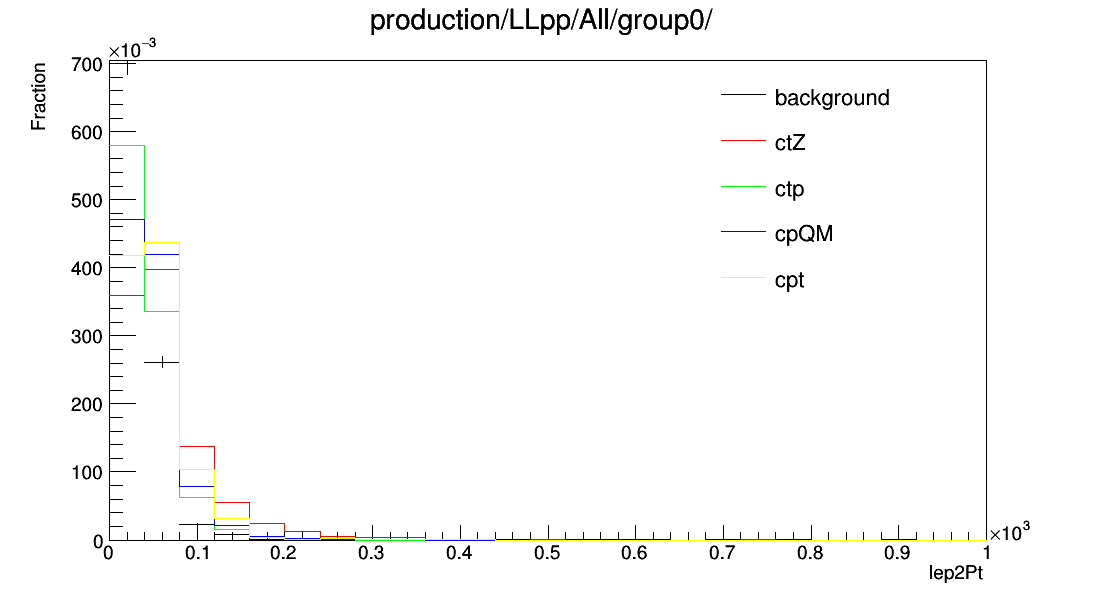 production/LLpp/All/group0/
×10⁻³
Fraction
700
600
500
400
300
200
100
0
background
ctZ
ctp
cpQM
cpt
0 0.1 0.2 0.3 0.4 0.5 0.6 0.7 0.8 0.9 1
×10³
lep2Pt